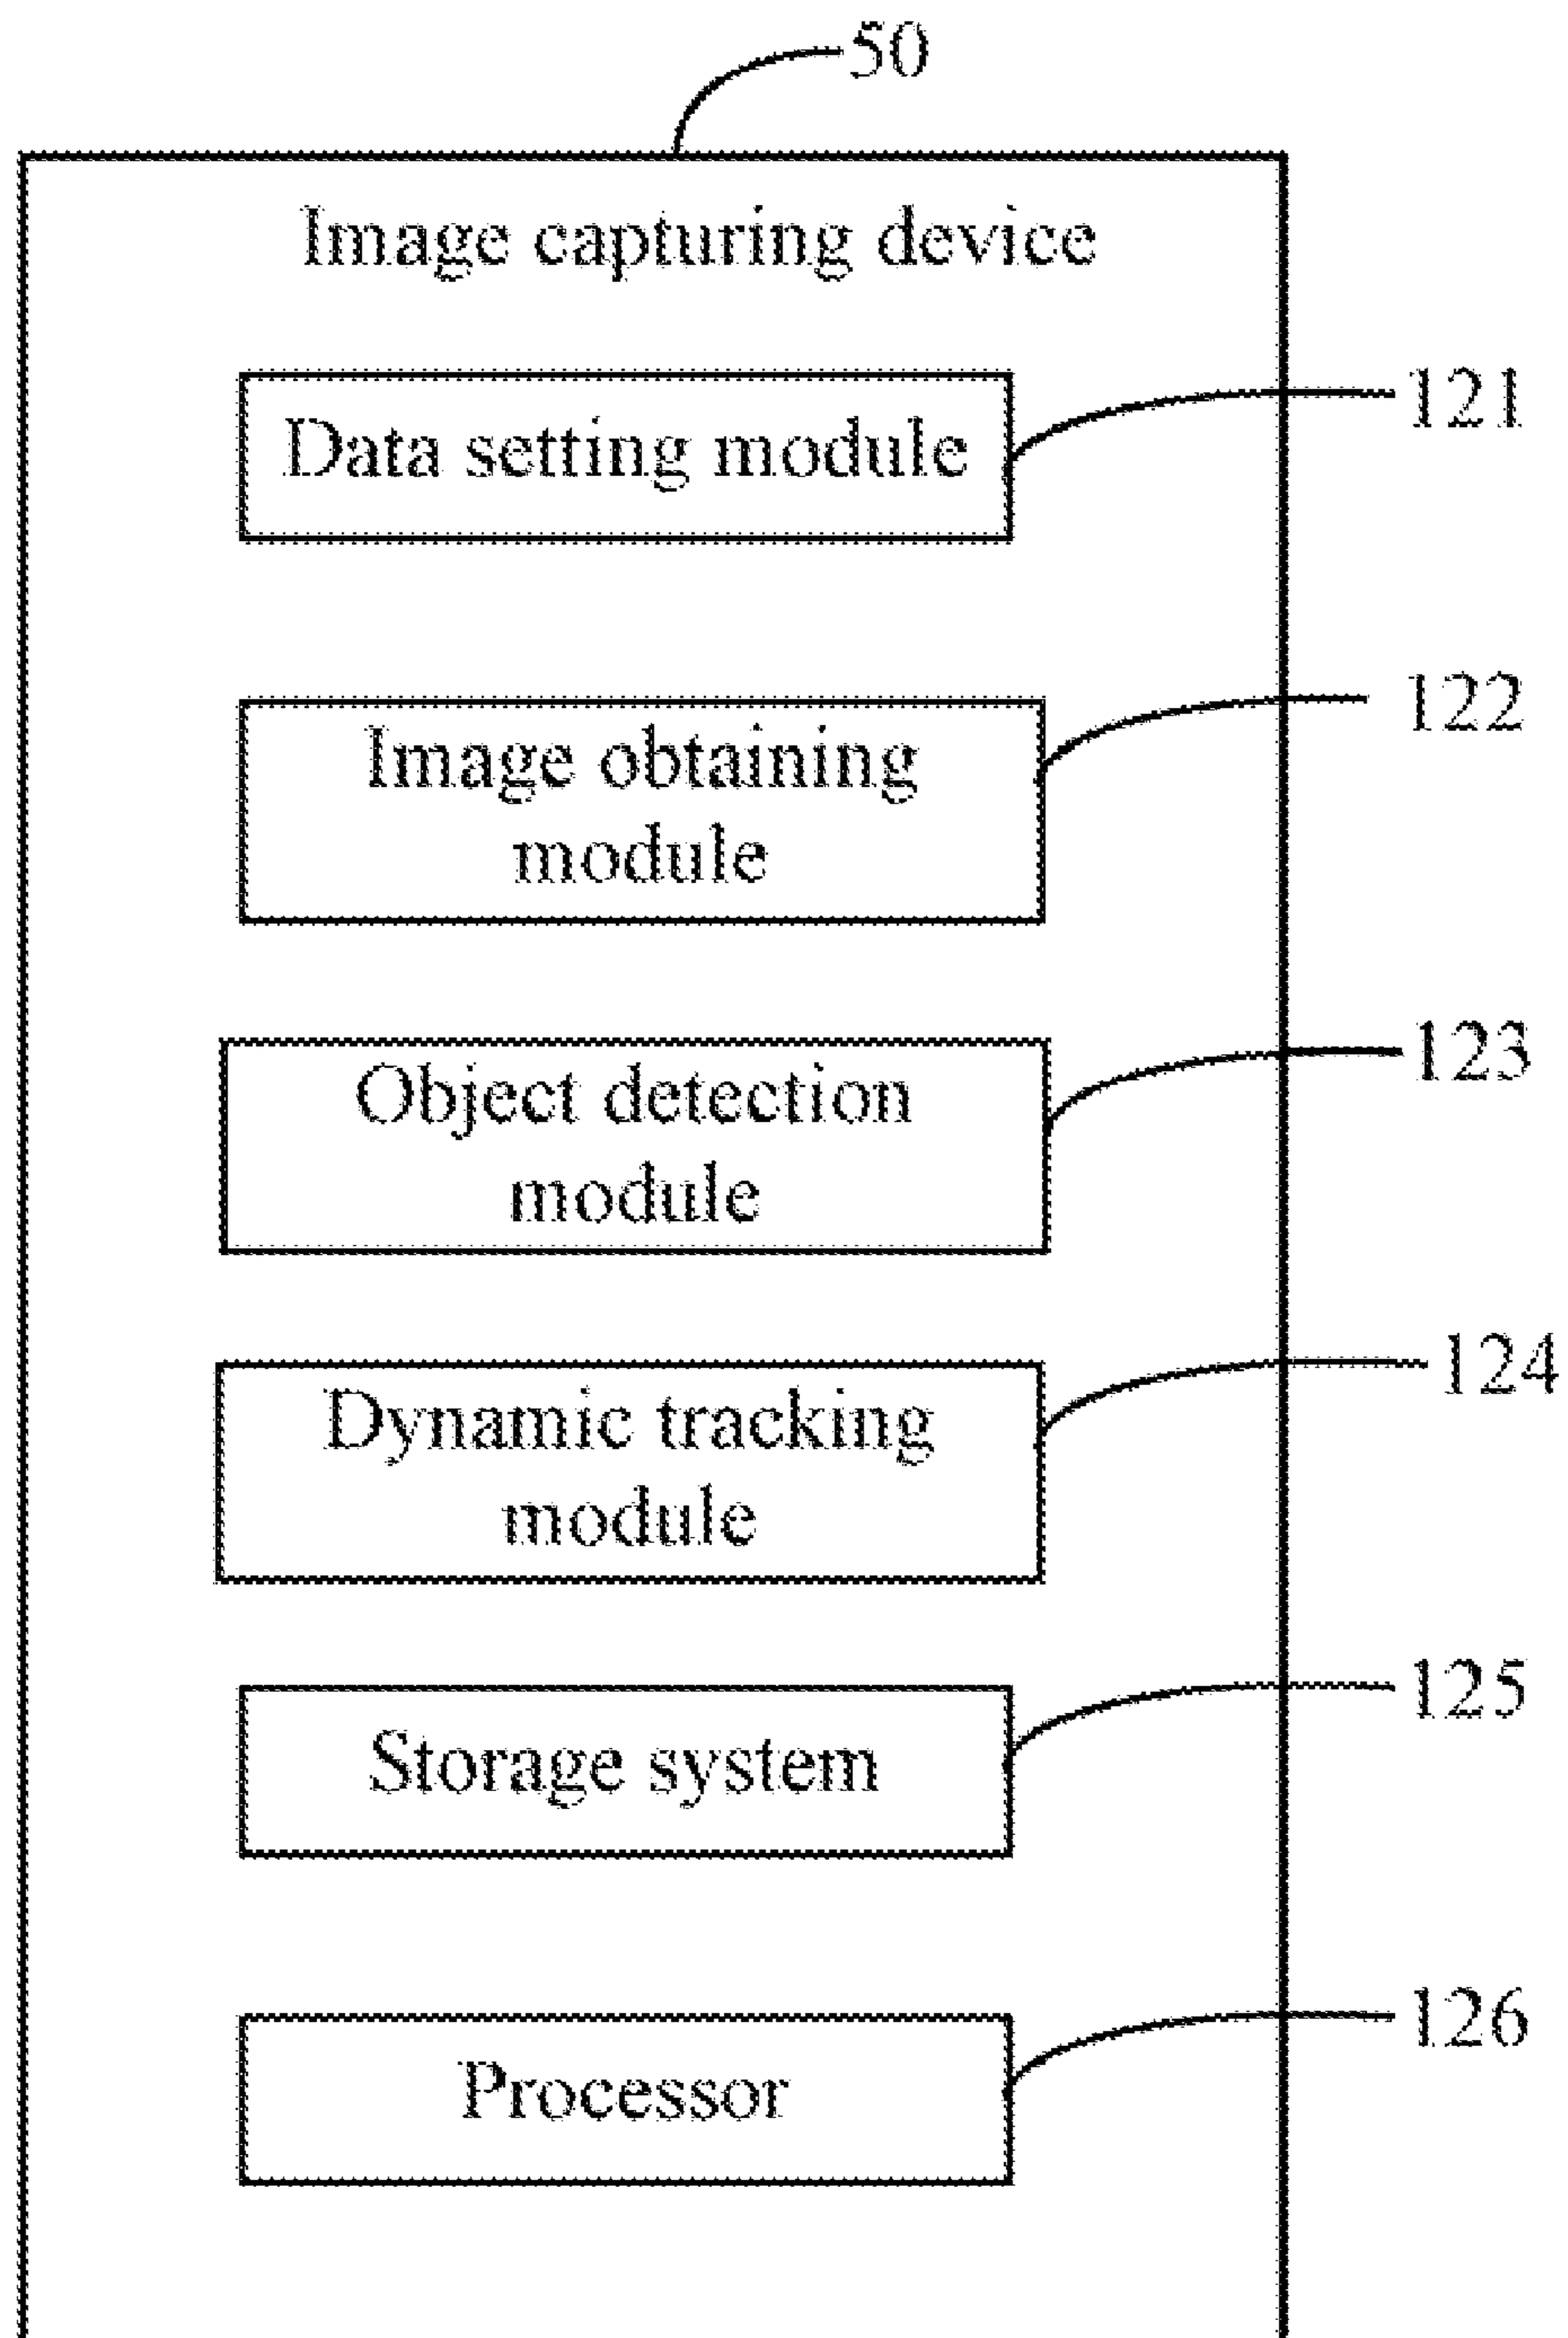 50
Image capturing device
Data setting module
121
Image obtaining
module
122
Object detection
module
123
Dynamic tracking
module
124
Storage system
125
Processor
126